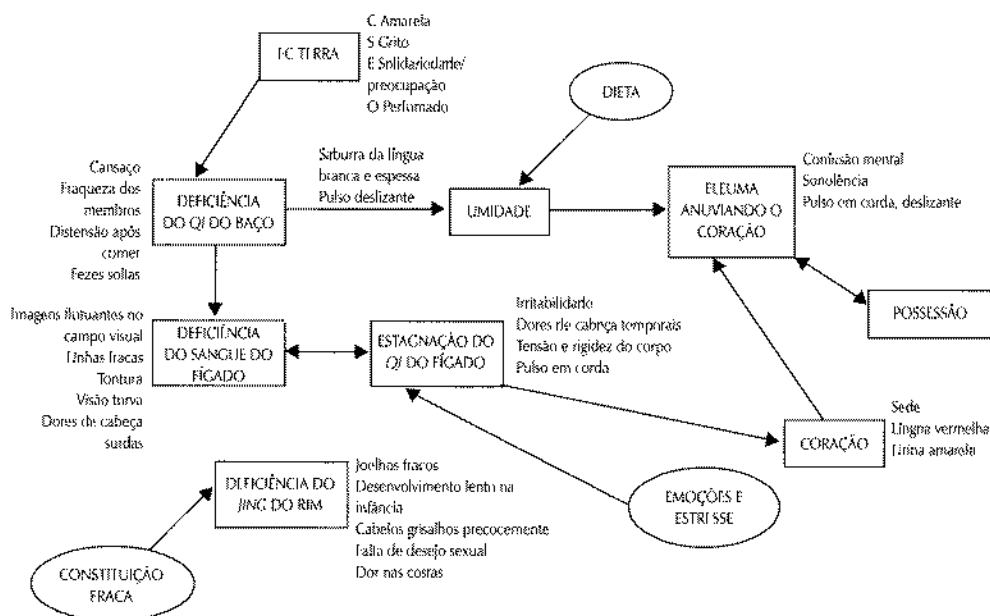 FC TERRA
C Amarela
S Grito
E Solidariedade/
preocupação
O Perfumado
DIETA
Cansaço
Fraqueza dos
membros
Distensão após
comer
Fezes soltas
DEFICIÊNCIA
DO QI DO BAÇO
Saburra da língua
branca e espessa
Pulso deslizante
UMIDADE
FLEUMA
ANUVIANDO O
CORAÇÃO
Confusão mental
Sonolência
Pulso em corda, deslizante
POSSESSÃO
Imagens flutuantes no
campo visual
Unhas fracas
Tontura
Visão turva
Dores de cabeça
surdas
DEFICIÊNCIA
DO SANGUE DO
FÍGADO
ESTAGNAÇÃO DO
QI DO FÍGADO
Irritabilidade
Dores de cabeça temporais
Tensão e rigidez do corpo
Pulso em corda
CORAÇÃO
Sede
Língua vermelha
Urina amarela
DEFICIÊNCIA DO
JING DO RIM
Joelhos fracos
Desenvolvimento lento na
infância
Cabelos grisalhos precocemente
Falta de desejo sexual
Dor nas costas
EMOÇÕES E
ESTRESSE
CONSTITUIÇÃO
FRACA